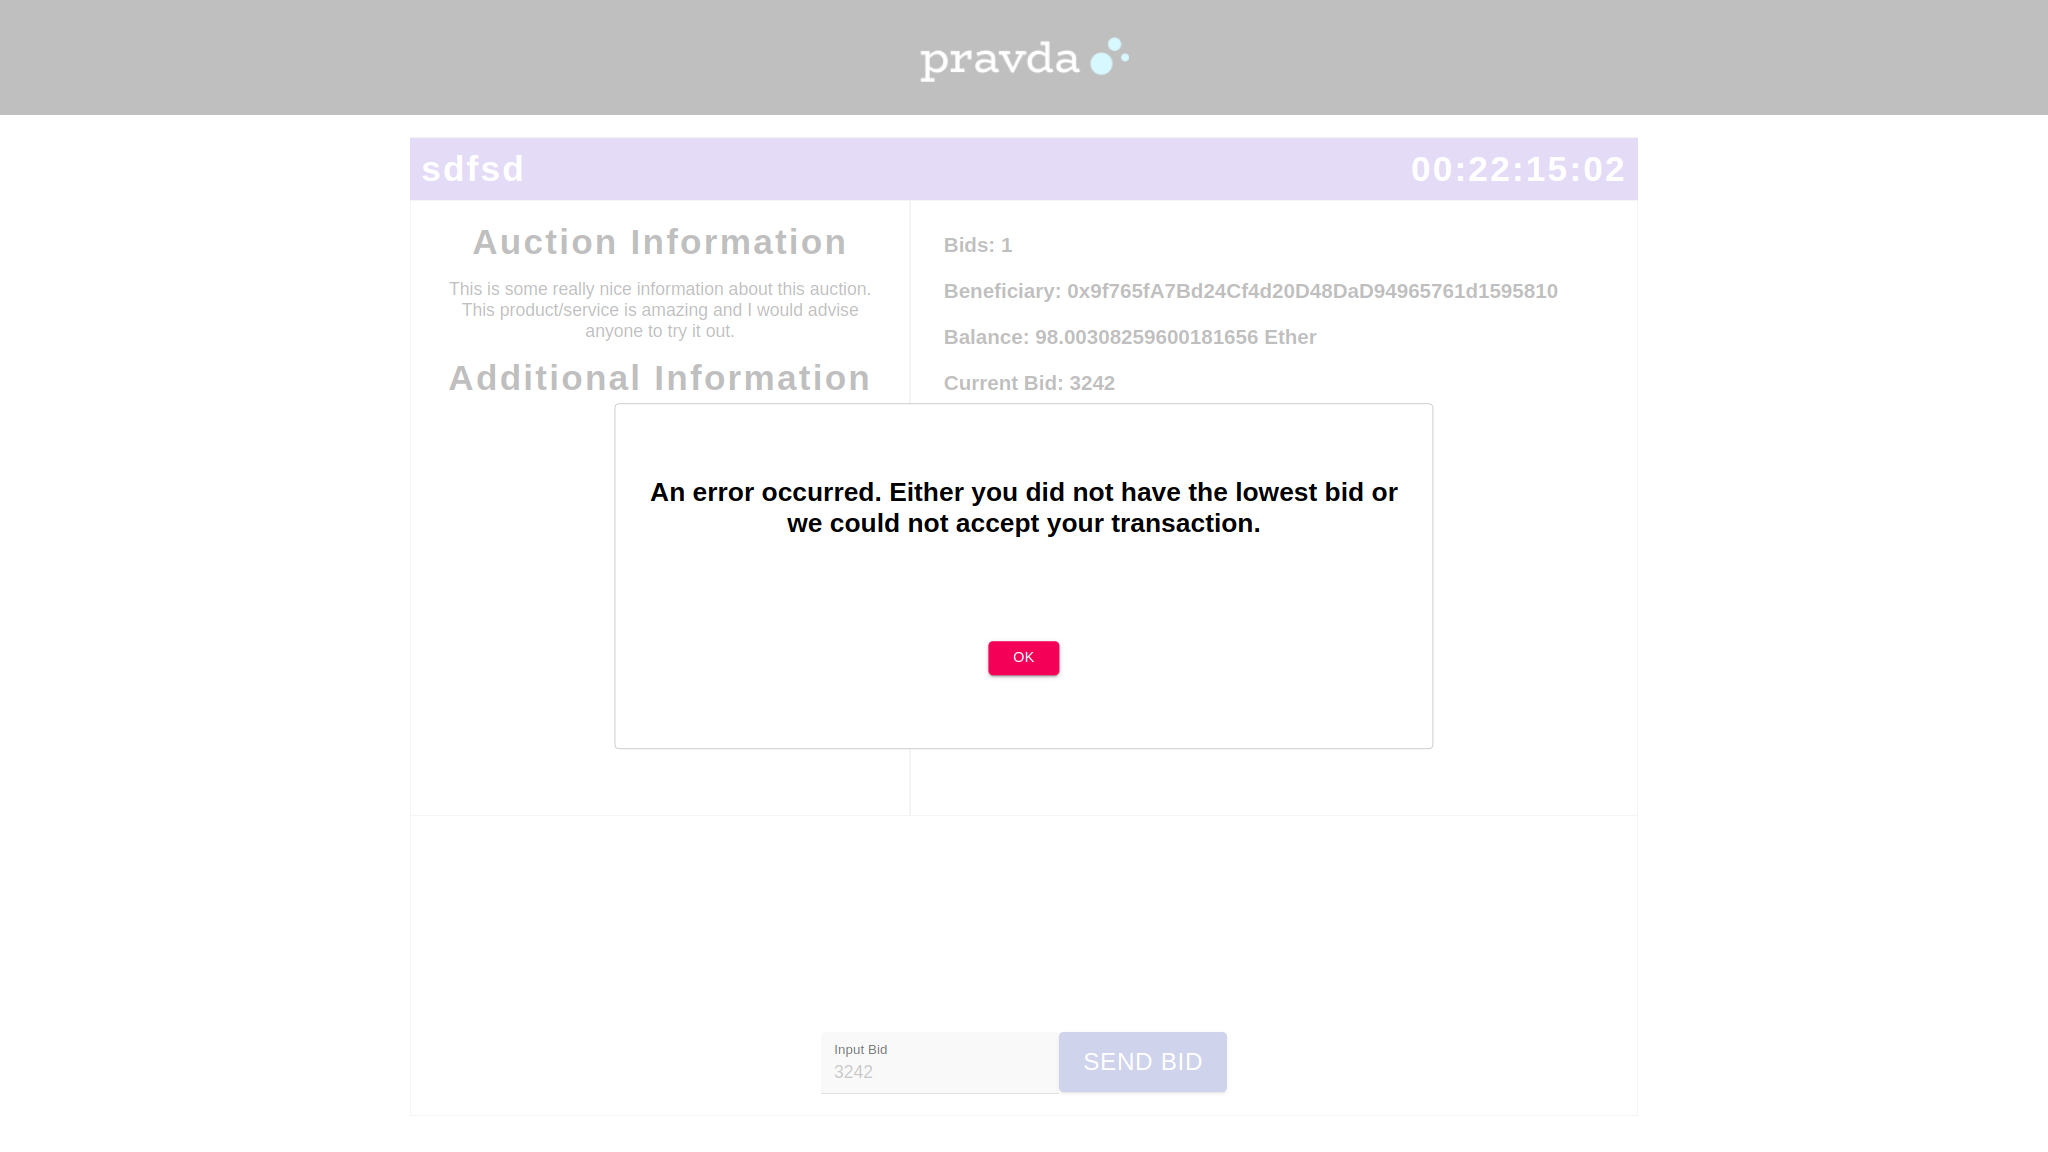 pravda
sdfsd
00:22:15:02
Auction Information
This is some really nice information about this auction.
This product/service is amazing and I would advise
anyone to try it out.
Additional Information
Bids: 1
Beneficiary: 0x9f765fA7Bd24Cf4d20D48DaD94965761d1595810
Balance: 98.00308259600181656 Ether
Current Bid: 3242
An error occurred. Either you did not have the lowest bid or
we could not accept your transaction.
OK
Input Bid
3242
SEND BID